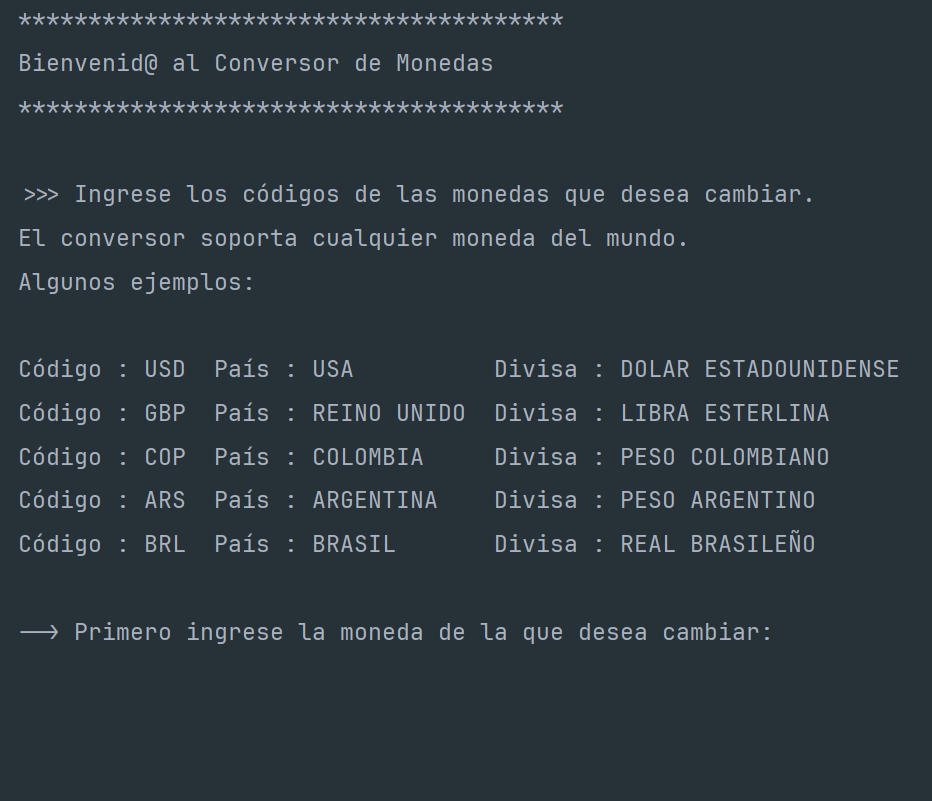 ***************************************
Bienvenid@ al Conversor de Monedas
***************************************
>>> Ingrese los códigos de las monedas que desea cambiar.
El conversor soporta cualquier moneda del mundo.
Algunos ejemplos:
Código : USD  País : USA          Divisa : DOLAR ESTADOUNIDENSE
Código : GBP  País : REINO UNIDO  Divisa : LIBRA ESTERLINA
Código : COP  País : COLOMBIA     Divisa : PESO COLOMBIANO
Código : ARS  País : ARGENTINA    Divisa : PESO ARGENTINO
Código : BRL  País : BRASIL       Divisa : REAL BRASILEÑO
--> Primero ingrese la moneda de la que desea cambiar: